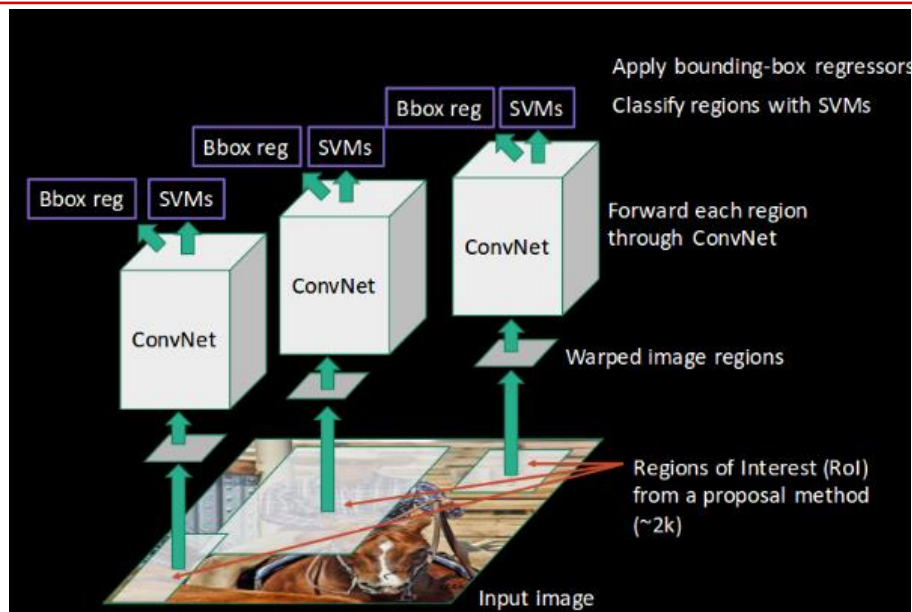 Apply bounding-box regressors
Bbox reg SVMs
Classify regions with SVMs
Bbox reg SVMs
Bbox reg SVMs
Forward each region
through ConvNet
ConvNet
ConvNet
ConvNet
Warped image regions
Regions of Interest (RoI)
from a proposal method
(~2k)
Input image